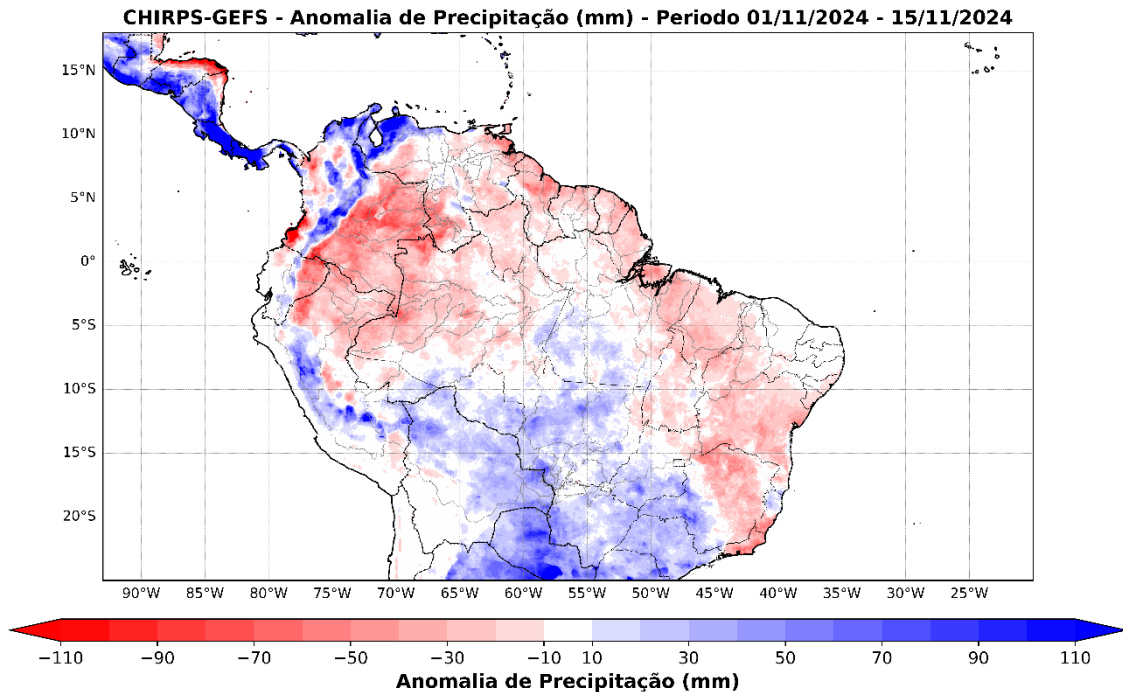 CHIRPS-GEFS - Anomalia de Precipitação (mm) - Periodo 01/11/2024 - 15/11/2024
15°N
10°N
5°N
0°
5°S
10°S
15°S
20°S
90°W 85°W 80°W 75°W 70°W 65°W 60°W 55°W 50°W 45°W 40°W 35°W 30°W 25°W
−110 −90 −70 −50 −30 −10 10 30 50 70 90 110
Anomalia de Precipitação (mm)